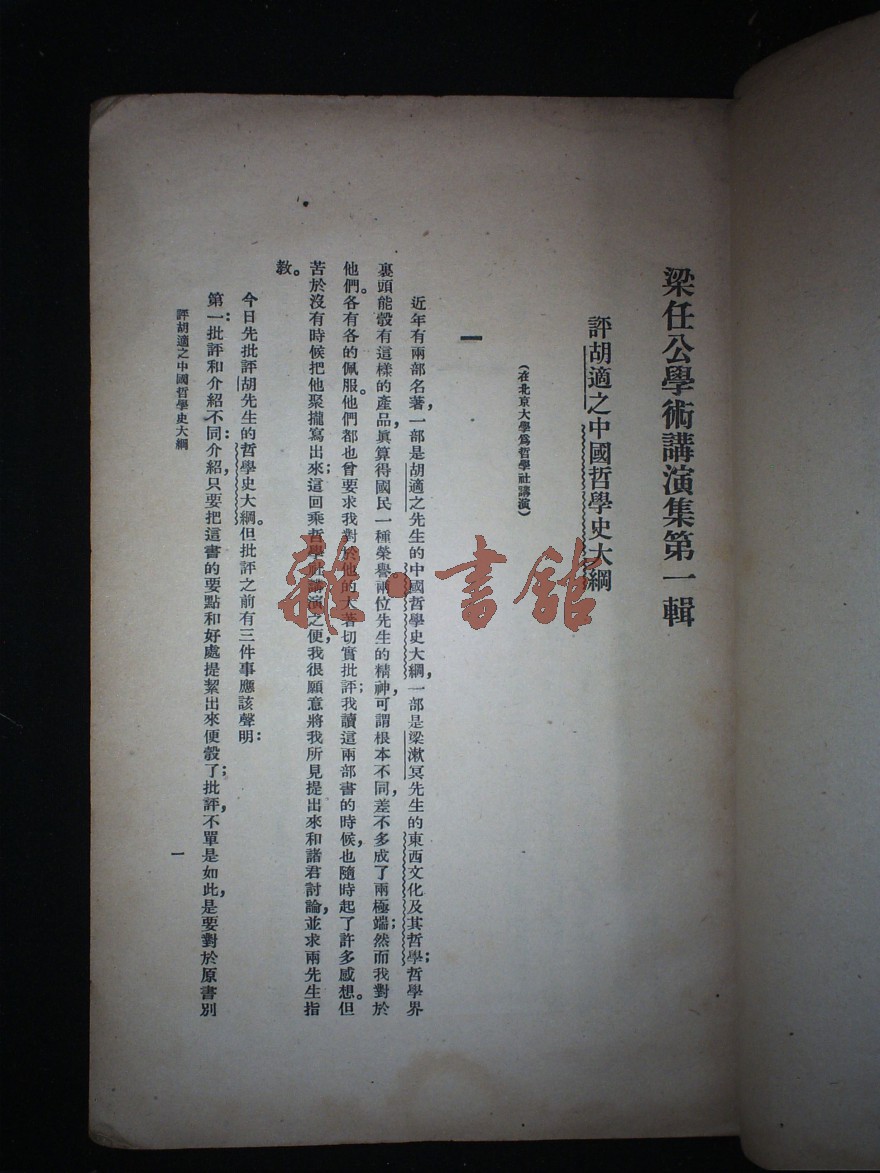 梁任公學術講演集第一輯
評胡適之中國哲學史大綱
（在北京大學爲哲學社講演）
一
近年有兩部名著，一部是胡適之先生的中國哲學史大綱，一部是梁漱冥先生的東西文化及其哲學；哲學界
裏頭能彀有這樣的產品，眞算得國民一種榮譽。兩位先生的精神，可謂根本不同，差不多成了兩極端；然而我對於
他們，各有各的佩服。他們都也曾要求我對於他的大著切實批評；我讀這兩部書的時候，也隨時起了許多感想。但
苦於沒有時候把他聚攏寫出來；這回乘哲學社講演之便，我很願意將我所見提出來和諸君討論，並求兩先生指
敎。
今日先批評胡先生的哲學史大綱。但批評之前有三件事應該聲明：
第一：批評和介紹不同：介紹，只要把這書的要點和好處提絜出來便彀了；批評，不單是如此，是要對於原書別
評胡適之中國哲學史大綱
一
雜·書館